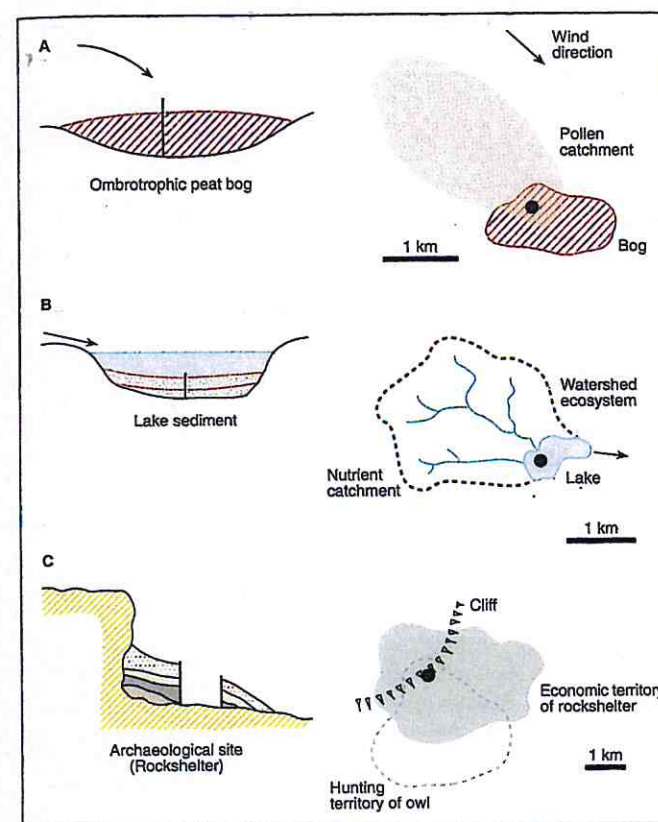 A
Wind
direction
Pollen
catchment
Ombrotrophic peat bog
1 km
Bog
B
Watershed
ecosystem
Lake sediment
Nutrient
catchment
Lake
1 km
C
Cliff
Economic territory
of rockshelter
Archaeological site
(Rockshelter)
1 km
Hunting
territory of owl